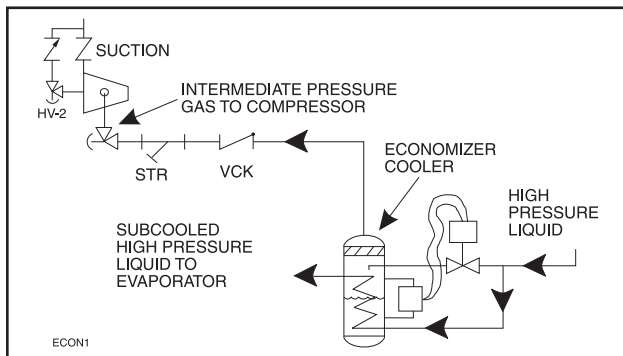 SUCTION
HV-2
INTERMEDIATE PRESSURE
GAS TO COMPRESSOR
STR
VCK
ECONOMIZER
COOLER
HIGH
PRESSURE
LIQUID
SUBCOOLED
HIGH PRESSURE
LIQUID TO
EVAPORATOR
ECON1